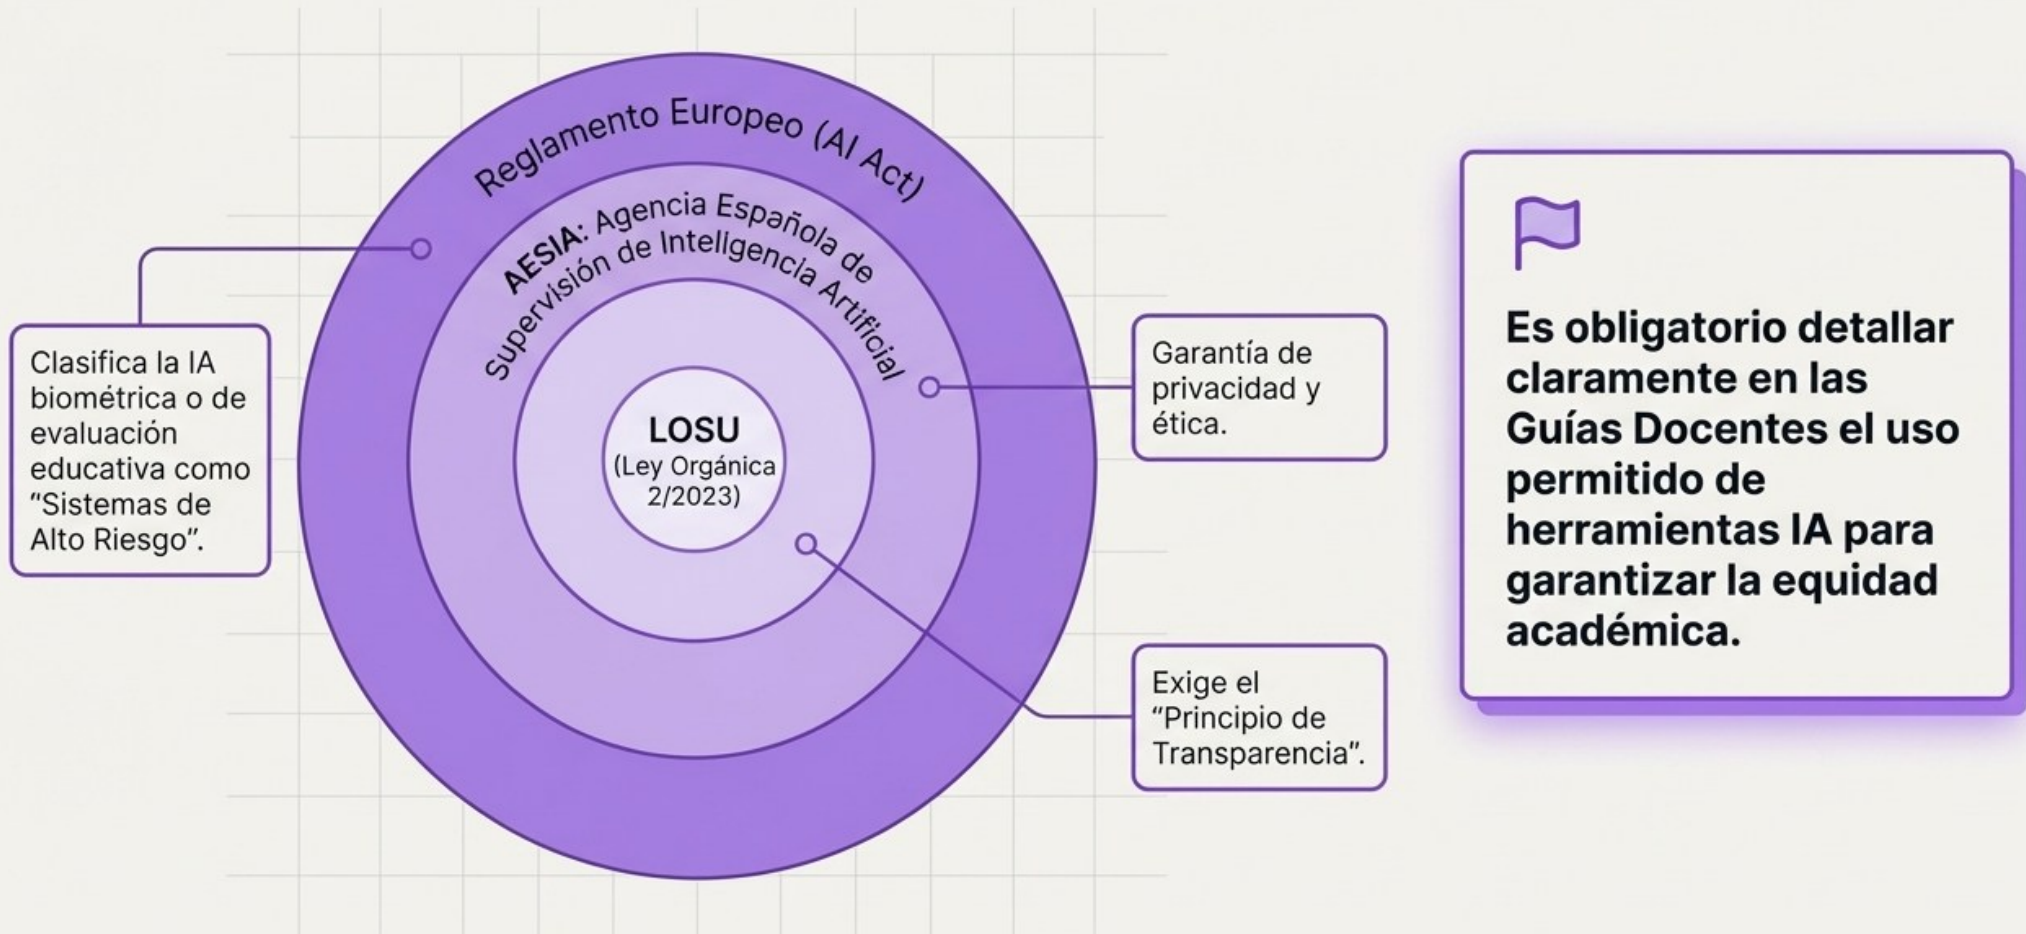 Reglamento Europeo (AI Act)
AESIA: Agencia Española de
Supervisión de Inteligencia Artificial
LOSU
(Ley Orgánica
2/2023)
Clasifica la IA
biométrica o de
evaluación
educativa como
“Sistemas de
Alto Riesgo”.
Garantía de
privacidad y
ética.
Exige el
“Principio de
Transparencia”.
Es obligatorio detallar
claramente en las
Guías Docentes el uso
permitido de
herramientas IA para
garantizar la equidad
académica.